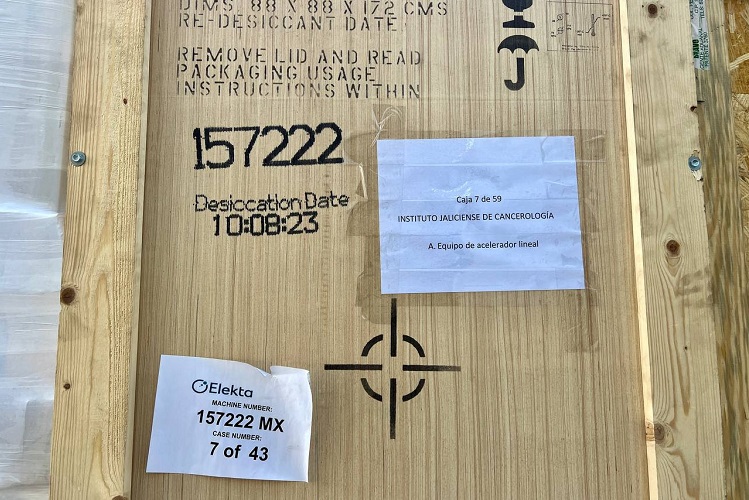 DIMS. 88 X 88 X 172 CMS
RE-DESICCANT DATE:
REMOVE LID AND READ
PACKAGING USAGE
INSTRUCTIONS WITHIN
157222
Desiccation Date
10:08:23
Caja 7 de 59
INSTITUTO JALICIENSE DE CANCEROLOGÍA
A. Equipo de acelerador lineal
Elekta
MACHINE NUMBER:
157222 MX
CASE NUMBER:
7 of 43